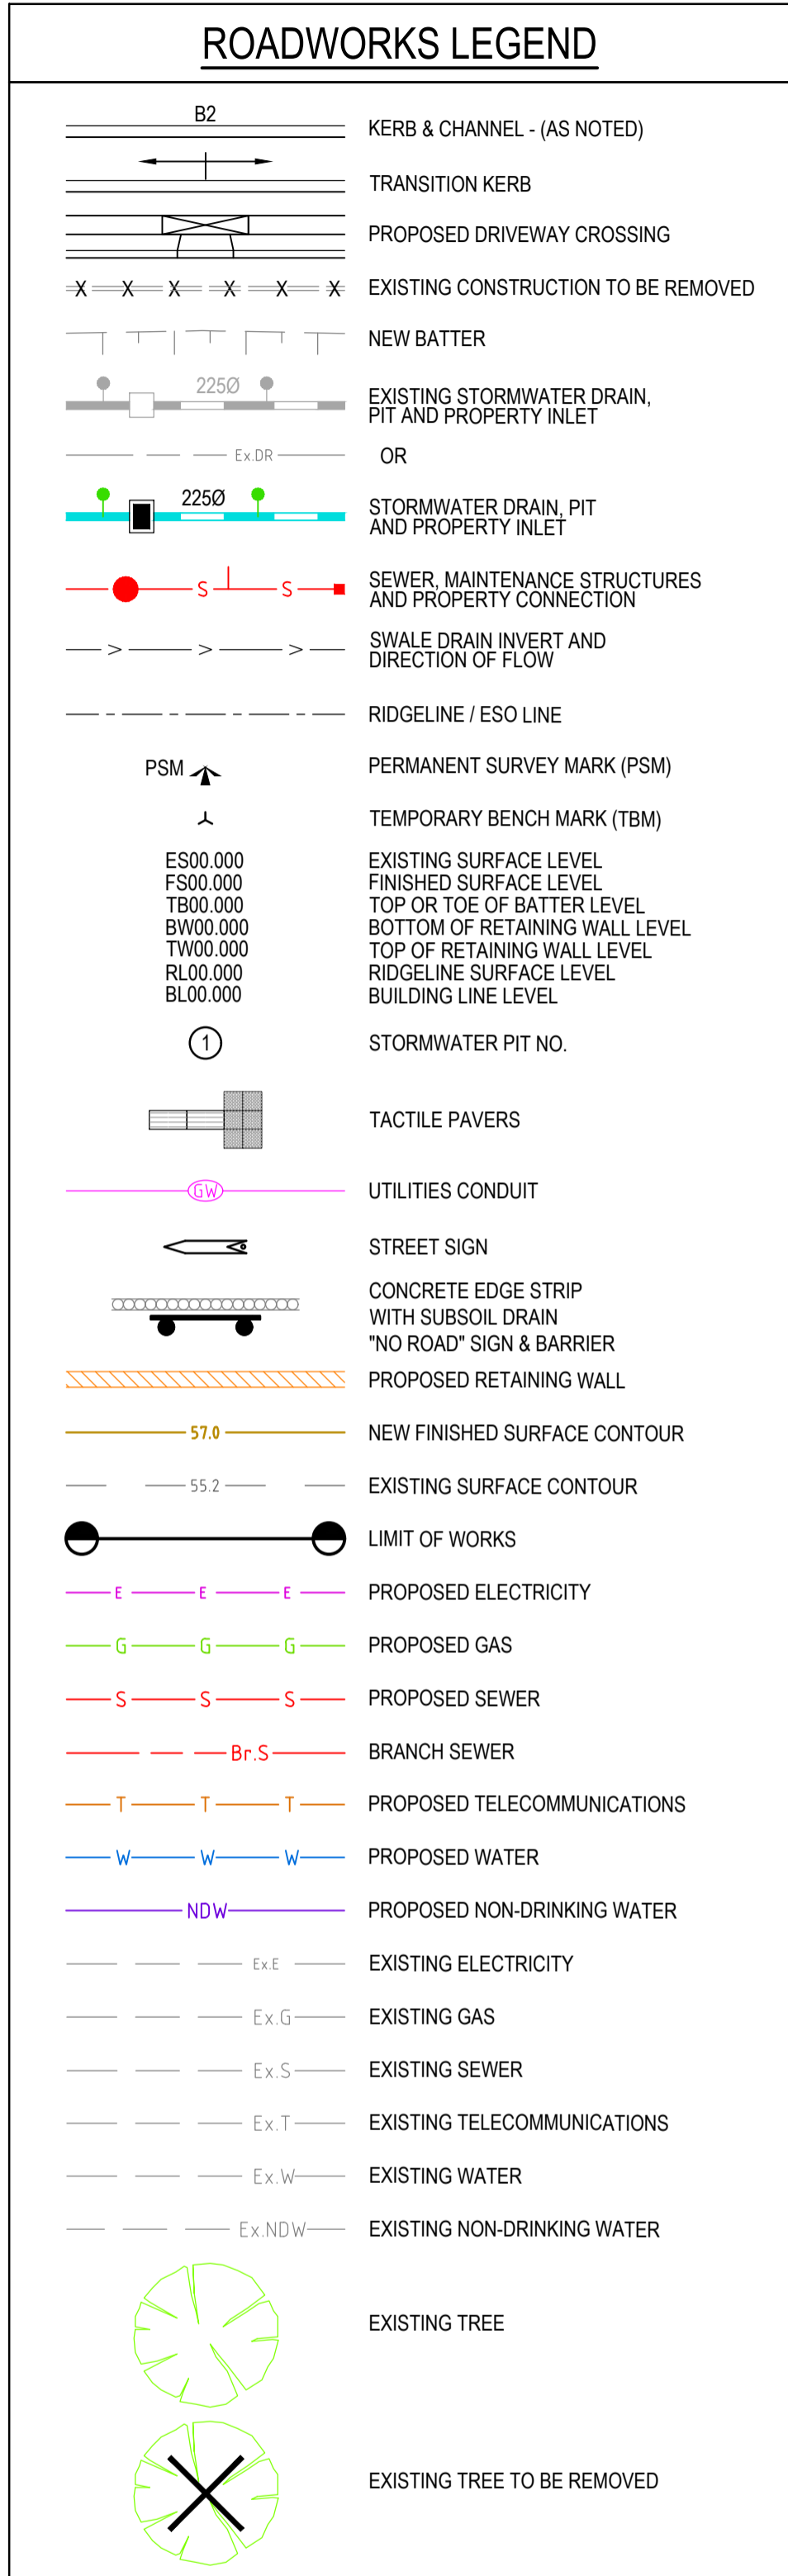 ROADWORKS LEGEND
B2
KERB & CHANNEL - (AS NOTED)
TRANSITION KERB
PROPOSED DRIVEWAY CROSSING
X X X X X X EXISTING CONSTRUCTION TO BE REMOVED
NEW BATTER
225Ø
EXISTING STORMWATER DRAIN,
PIT AND PROPERTY INLET
Ex.DR OR
225Ø
STORMWATER DRAIN, PIT
AND PROPERTY INLET
S S
SEWER, MAINTENANCE STRUCTURES
AND PROPERTY CONNECTION
> > >
SWALE DRAIN INVERT AND
DIRECTION OF FLOW
RIDGELINE / ESO LINE
PSM PERMANENT SURVEY MARK (PSM)
TEMPORARY BENCH MARK (TBM)
ES00.000 EXISTING SURFACE LEVEL
FS00.000 FINISHED SURFACE LEVEL
TB00.000 TOP OR TOE OF BATTER LEVEL
BW00.000 BOTTOM OF RETAINING WALL LEVEL
TW00.000 TOP OF RETAINING WALL LEVEL
RL00.000 RIDGELINE SURFACE LEVEL
BL00.000 BUILDING LINE LEVEL
1 STORMWATER PIT NO.
TACTILE PAVERS
GW UTILITIES CONDUIT
STREET SIGN
CONCRETE EDGE STRIP
WITH SUBSOIL DRAIN
"NO ROAD" SIGN & BARRIER
PROPOSED RETAINING WALL
57.0 NEW FINISHED SURFACE CONTOUR
55.2 EXISTING SURFACE CONTOUR
LIMIT OF WORKS
E E E PROPOSED ELECTRICITY
G G G PROPOSED GAS
S S S PROPOSED SEWER
Br.S BRANCH SEWER
T T T PROPOSED TELECOMMUNICATIONS
W W W PROPOSED WATER
NDW PROPOSED NON-DRINKING WATER
Ex.E EXISTING ELECTRICITY
Ex.G EXISTING GAS
Ex.S EXISTING SEWER
Ex.T EXISTING TELECOMMUNICATIONS
Ex.W EXISTING WATER
Ex.NDW EXISTING NON-DRINKING WATER
EXISTING TREE
EXISTING TREE TO BE REMOVED